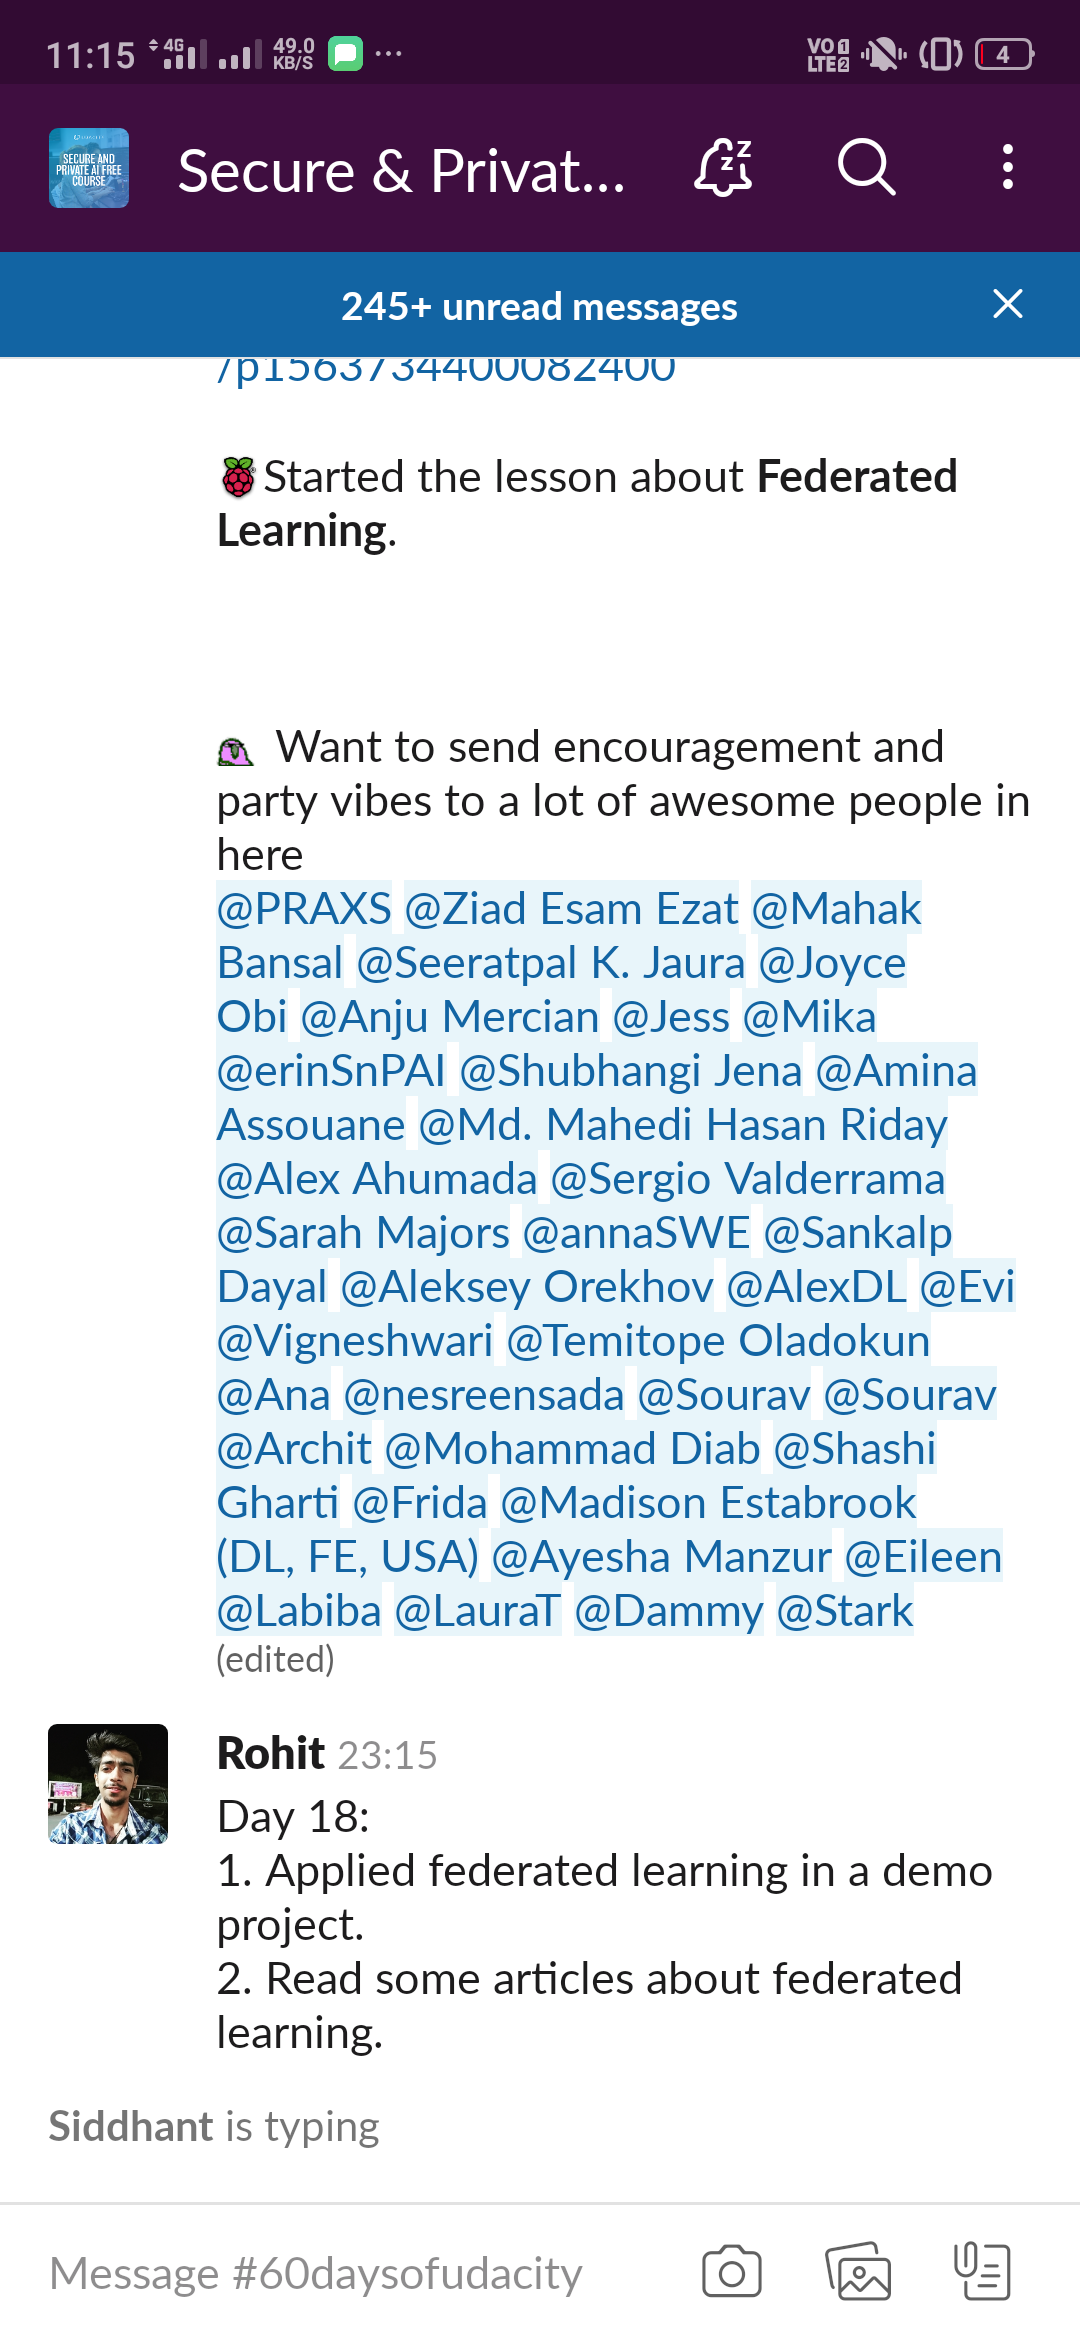 11:15 4G 49.0 KB/S ... VO 1 LTE 2 4
SECURE AND
PRIVATE AI FREE
COURSE
Secure & Privat... z z z
245+ unread messages
/p1563734400082400
Started the lesson about Federated
Learning.
Want to send encouragement and
party vibes to a lot of awesome people in
here
@PRAXS @Ziad Esam Ezat @Mahak
Bansal @Seeratpal K. Jaura @Joyce
Obi @Anju Mercian @Jess @Mika
@erinSnPAI @Shubhangi Jena @Amina
Assouane @Md. Mahedi Hasan Riday
@Alex Ahumada @Sergio Valderrama
@Sarah Majors @annaSWE @Sankalp
Dayal @Aleksey Orekhov @AlexDL @Evi
@Vigneshwari @Temitope Oladokun
@Ana @nesreensada @Sourav @Sourav
@Archit @Mohammad Diab @Shashi
Gharti @Frida @Madison Estabrook
(DL, FE, USA) @Ayesha Manzur @Eileen
@Labiba @LauraT @Dammy @Stark
(edited)
Rohit 23:15
Day 18:
1. Applied federated learning in a demo
project.
2. Read some articles about federated
learning.
Siddhant is typing
Message #60daysofudacity